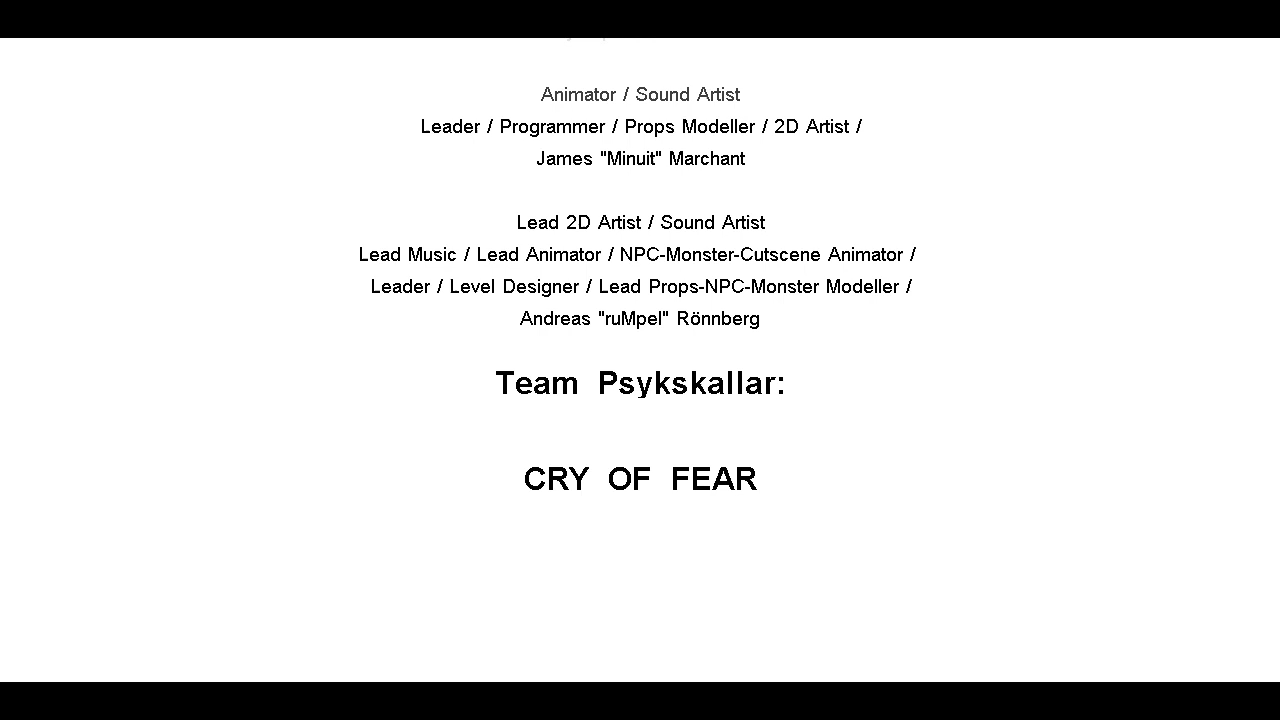 Animator / Sound Artist
Leader / Programmer / Props Modeller / 2D Artist /
James "Minuit" Marchant
Lead 2D Artist / Sound Artist
Lead Music / Lead Animator / NPC-Monster-Cutscene Animator /
Leader / Level Designer / Lead Props-NPC-Monster Modeller /
Andreas "ruMpel" Rönnberg
Team Psykskallar:
CRY OF FEAR